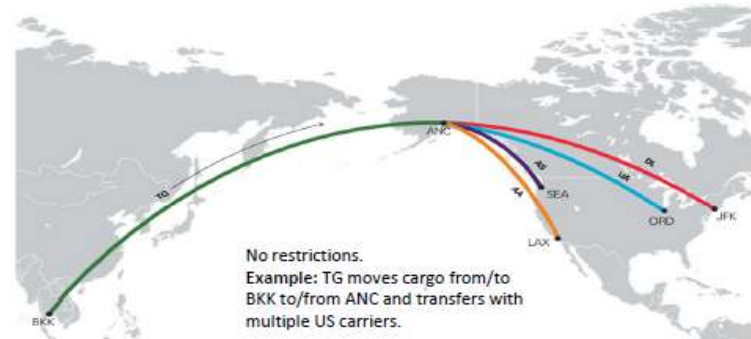 ANC
TG
AS
UA
DL
AA
SEA
ORD
JFK
LAX
BKK
No restrictions.
Example: TG moves cargo from/to
BKK to/from ANC and transfers with
multiple US carriers.